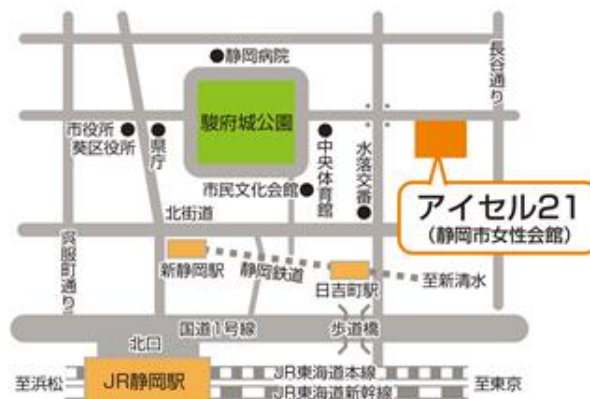 静岡病院
長谷通り
駿府城公園
市役所
葵区役所
県庁
中央体育館
水落交番
市民文化会館
アイセル21
(静岡市女性会館)
北街道
呉服町通り
新静岡駅
静岡鉄道
日吉町駅
至新清水
国道1号線
歩道橋
北口
JR静岡駅
至浜松
JR東海道本線
JR東海道新幹線
至東京